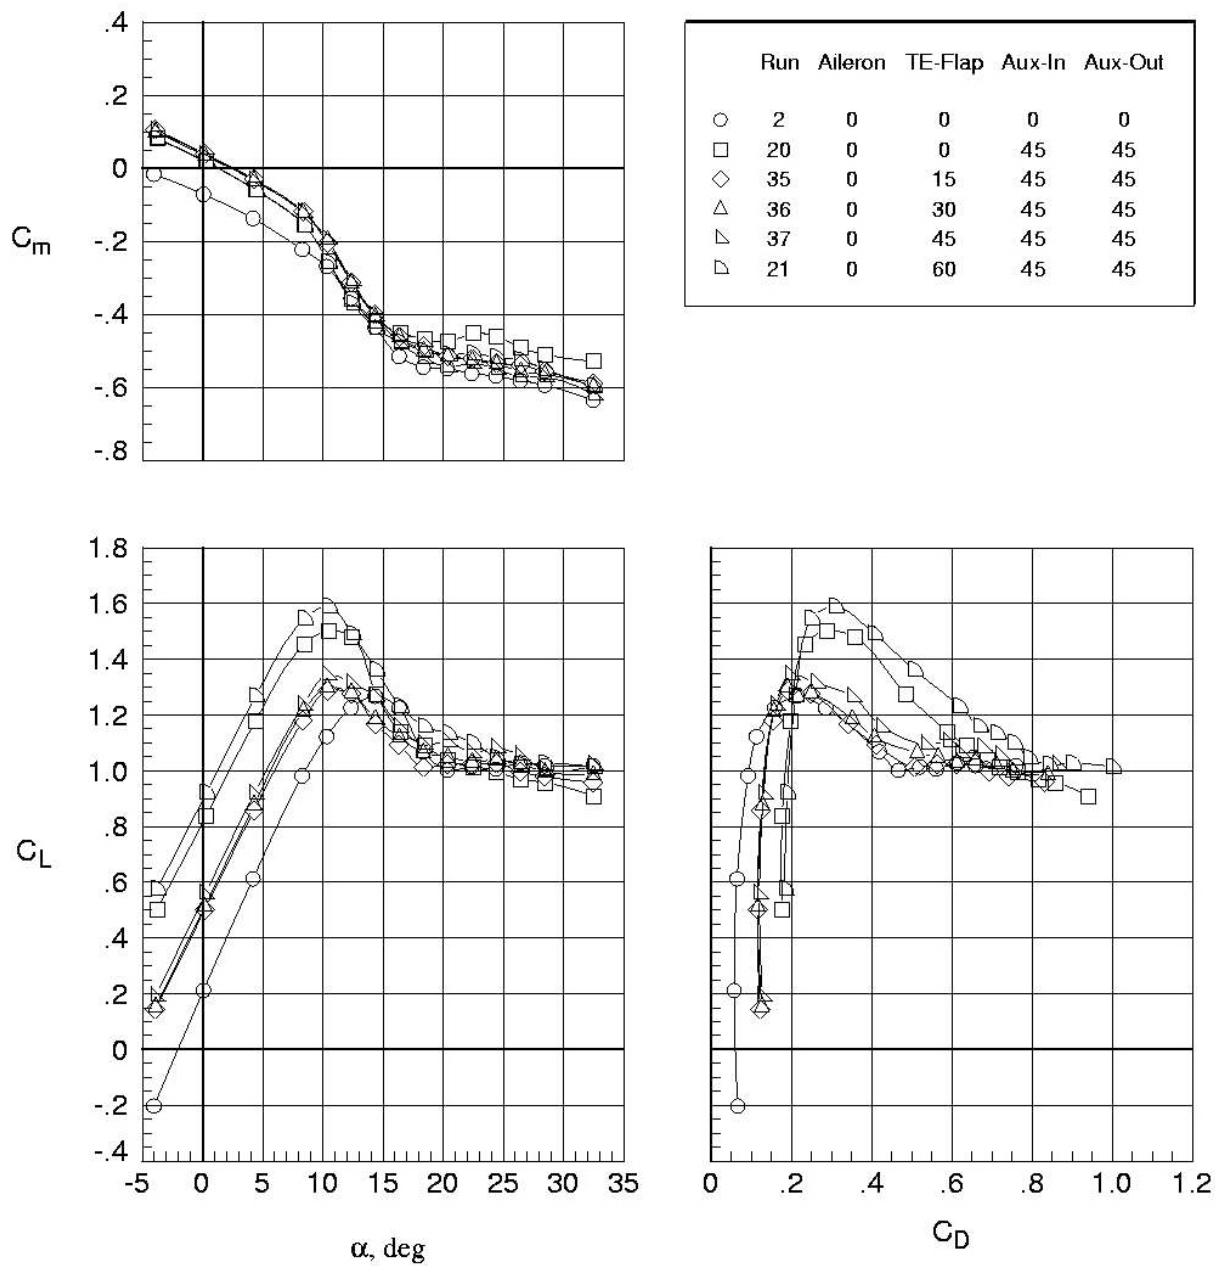 .4
.2
0
-.2
-.4
-.6
-.8
Cm
Run Aileron TE-Flap Aux-In Aux-Out
2 0 0 0 0
20 0 0 45 45
35 0 15 45 45
36 0 30 45 45
37 0 45 45 45
21 0 60 45 45
1.8
1.6
1.4
1.2
1.0
.8
.6
.4
.2
0
-.2
-.4
CL
-5 0 5 10 15 20 25 30 35
α, deg
0 .2 .4 .6 .8 1.0 1.2
CD